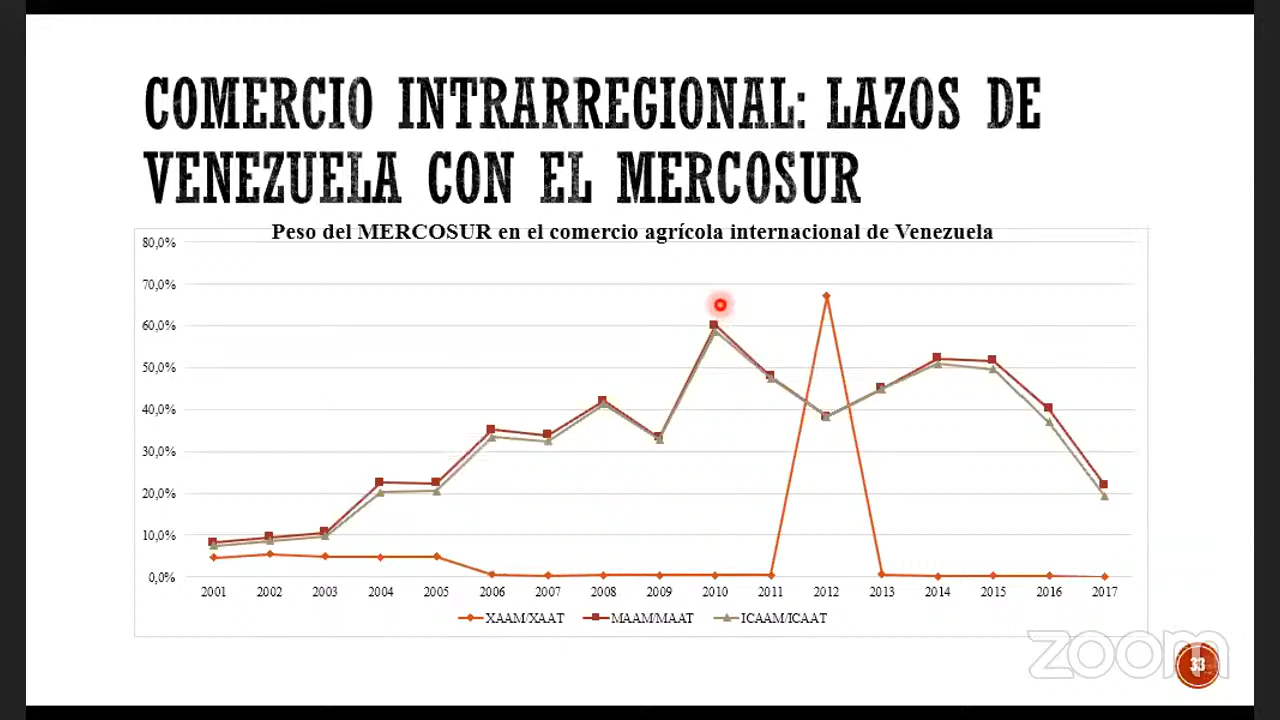 COMERCIO INTRARREGIONAL: LAZOS DE
VENEZUELA CON EL MERCOSUR
Peso del MERCOSUR en el comercio agrícola internacional de Venezuela
80,0%
70,0%
60,0%
50,0%
40,0%
30,0%
20,0%
10,0%
0,0%
2001 2002 2003 2004 2005 2006 2007 2008 2009 2010 2011 2012 2013 2014 2015 2016 2017
XAAM/XAAT MAAM/MAAT ICAAM/ICAAT
zoom
33